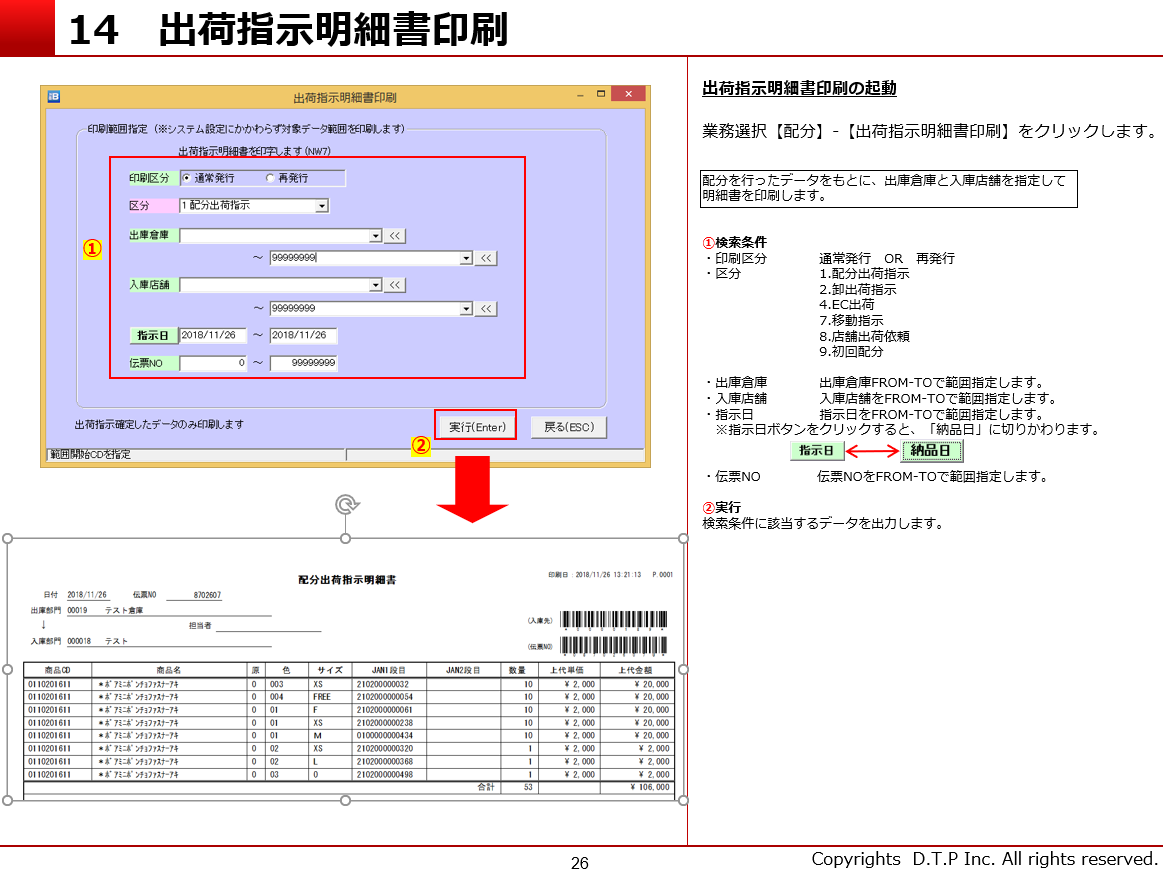 14　出荷指示明細書印刷
出荷指示明細書印刷
印刷範囲指定（※システム設定にかかわらず対象データ範囲を印刷します）
出荷指示明細書を印字します(NW7)
印刷区分 通常発行 再発行
区分 1 配分出荷指示
①
出庫倉庫 <<
～ 99999999 <<
入庫店舗 <<
～ 99999999 <<
指示日 2018/11/26 ～ 2018/11/26
伝票NO 0 ～ 99999999
出荷指示確定したデータのみ印刷します
② 実行(Enter) 戻る(ESC)
範囲開始CDを指定
配分出荷指示明細書
印刷日：2018/11/26 13:21:13 P.0001
日付 2018/11/26 伝票NO 8702607
出庫部門 00019 テスト倉庫
↓ 担当者
(入庫先)
入庫部門 000018 テスト
(伝票NO)
商品CD 商品名 原 色 サイズ JAN1段目 JAN2段目 数量 上代単価 上代金額
0110201611 *ﾎﾞｱﾐﾆﾎﾟﾝﾁｮﾌｧｽﾅｰｱｷ 0 003 XS 210200000032 10 ¥ 2,000 ¥ 20,000
0110201611 *ﾎﾞｱﾐﾆﾎﾟﾝﾁｮﾌｧｽﾅｰｱｷ 0 004 FREE 2102000000054 10 ¥ 2,000 ¥ 20,000
0110201611 *ﾎﾞｱﾐﾆﾎﾟﾝﾁｮﾌｧｽﾅｰｱｷ 0 01 F 2102000000061 10 ¥ 2,000 ¥ 20,000
0110201611 *ﾎﾞｱﾐﾆﾎﾟﾝﾁｮﾌｧｽﾅｰｱｷ 0 01 XS 2102000000238 10 ¥ 2,000 ¥ 20,000
0110201611 *ﾎﾞｱﾐﾆﾎﾟﾝﾁｮﾌｧｽﾅｰｱｷ 0 01 M 0100000000434 10 ¥ 2,000 ¥ 20,000
0110201611 *ﾎﾞｱﾐﾆﾎﾟﾝﾁｮﾌｧｽﾅｰｱｷ 0 02 XS 2102000000320 1 ¥ 2,000 ¥ 2,000
0110201611 *ﾎﾞｱﾐﾆﾎﾟﾝﾁｮﾌｧｽﾅｰｱｷ 0 02 L 2102000000368 1 ¥ 2,000 ¥ 2,000
0110201611 *ﾎﾞｱﾐﾆﾎﾟﾝﾁｮﾌｧｽﾅｰｱｷ 0 03 0 2102000000498 1 ¥ 2,000 ¥ 2,000
合計 53 ¥ 106,000
出荷指示明細書印刷の起動
業務選択【配分】-【出荷指示明細書印刷】をクリックします。
配分を行ったデータをもとに、出庫倉庫と入庫店舗を指定して
明細書を印刷します。
①検索条件
・印刷区分 通常発行　OR　再発行
・区分 1.配分出荷指示
2.卸出荷指示
4.EC出荷
7.移動指示
8.店舗出荷依頼
9.初回配分
・出庫倉庫 出庫倉庫FROM-TOで範囲指定します。
・入庫店舗 入庫店舗をFROM-TOで範囲指定します。
・指示日 指示日をFROM-TOで範囲指定します。
※指示日ボタンをクリックすると、「納品日」に切りかわります。
指示日 納品日
・伝票NO 伝票NOをFROM-TOで範囲指定します。
②実行
検索条件に該当するデータを出力します。
26
Copyrights D.T.P Inc. All rights reserved.